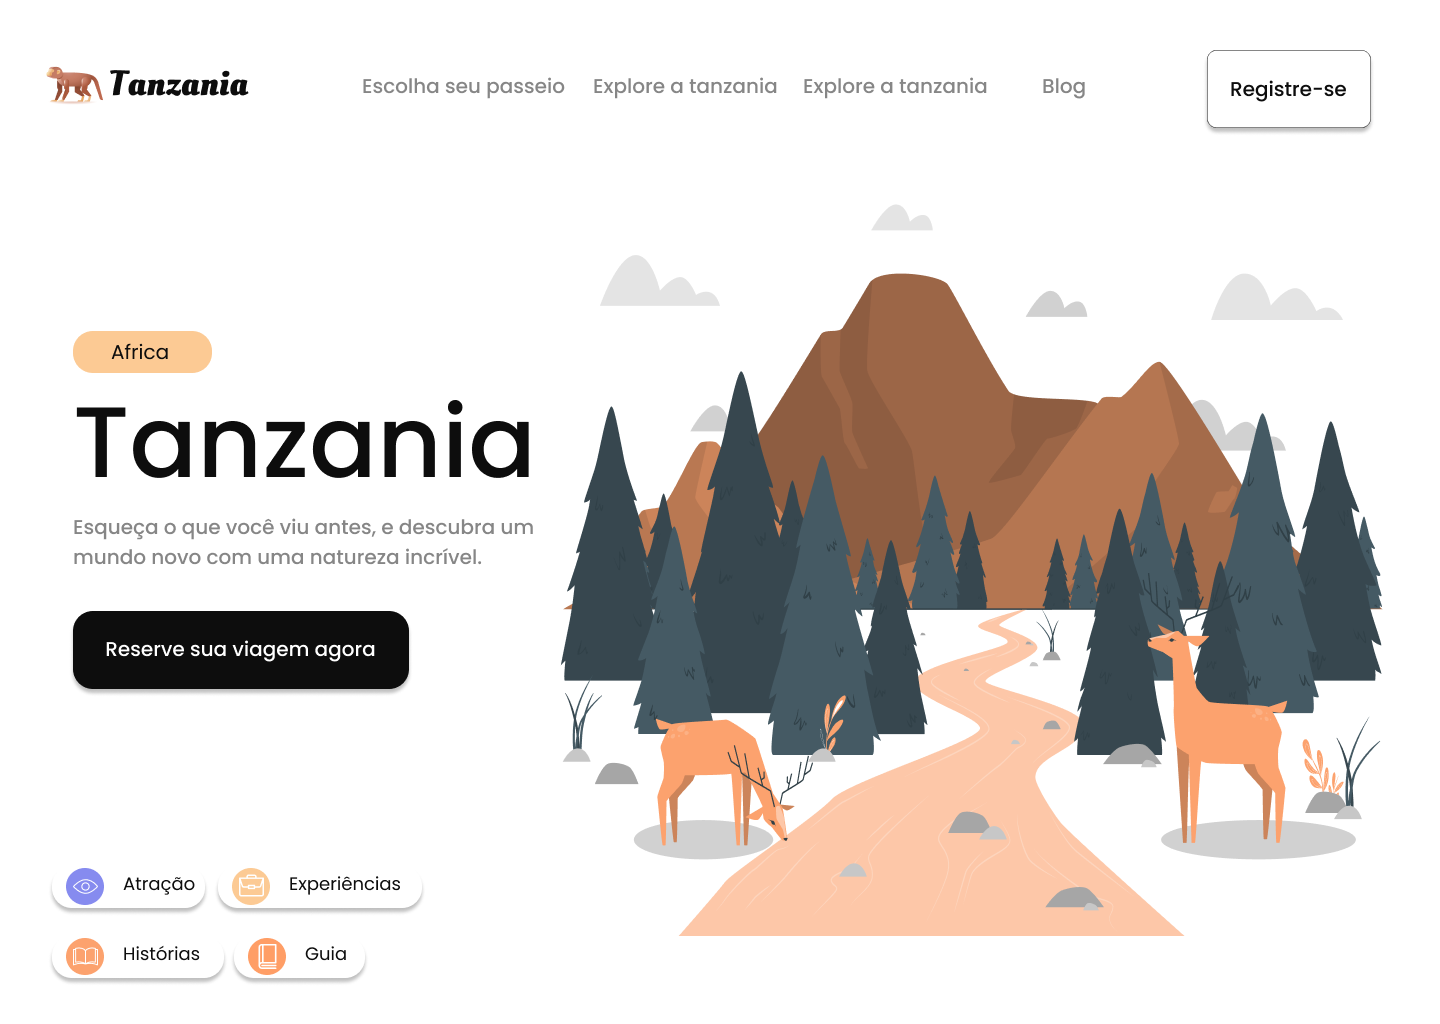 Tanzania
Escolha seu passeio
Explore a tanzania
Explore a tanzania
Blog
Registre-se
Africa
Tanzania
Esqueça o que você viu antes, e descubra um
mundo novo com uma natureza incrível.
Reserve sua viagem agora
Atração
Experiências
Histórias
Guia